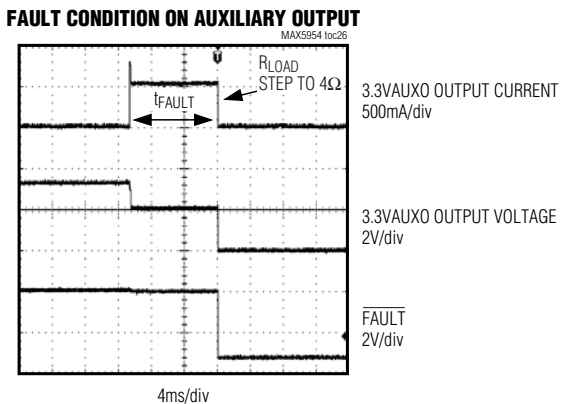 FAULT CONDITION ON AUXILIARY OUTPUT
MAX5954 toc26
RLOAD
STEP TO 4Ω
tFAULT
3.3VAUXO OUTPUT CURRENT
500mA/div
3.3VAUXO OUTPUT VOLTAGE
2V/div
FAULT
2V/div
4ms/div